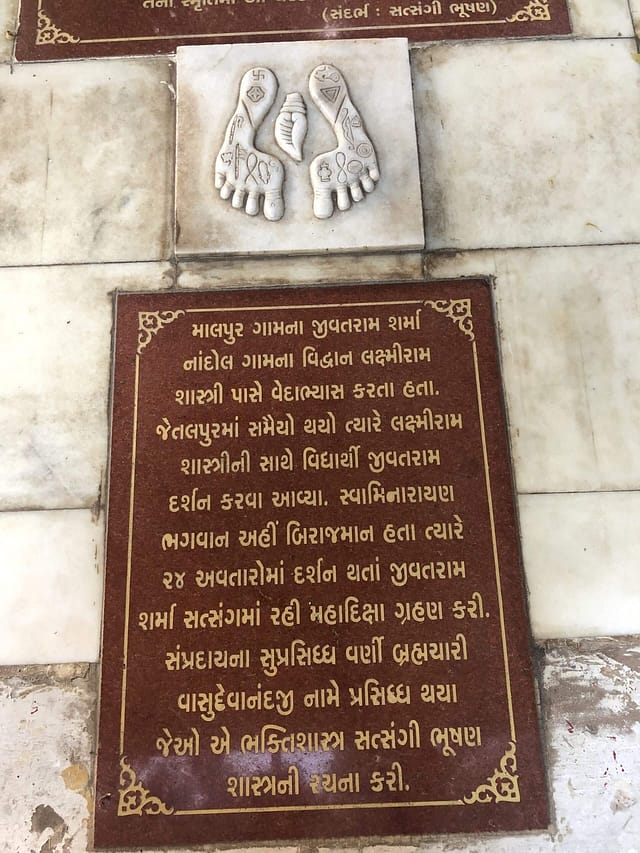 (સંદર્ભ : સત્સંગી ભૂષણ)
માલપુર ગામના જીવતરામ શર્મા
નાંદોલ ગામના વિદ્વાન લક્ષ્મીરામ
શાસ્ત્રી પાસે વેદાભ્યાસ કરતા હતા.
જેતલપુરમાં સમૈયો થયો ત્યારે લક્ષ્મીરામ
શાસ્ત્રીની સાથે વિદ્યાર્થી જીવતરામ
દર્શન કરવા આવ્યા. સ્વામિનારાયણ
ભગવાન અહીં બિરાજમાન હતા ત્યારે
૨૪ અવતારોમાં દર્શન થતાં જીવતરામ
શર્મા સત્સંગમાં રહી મહાદિક્ષા ગ્રહણ કરી.
સંપ્રદાયના સુપ્રસિધ્ધ વર્ણી બ્રહ્મચારી
વાસુદેવાનંદજી નામે પ્રસિધ્ધ થયા
જેઓ એ ભક્તિશાસ્ત્ર સત્સંગી ભૂષણ
શાસ્ત્રની રચના કરી.